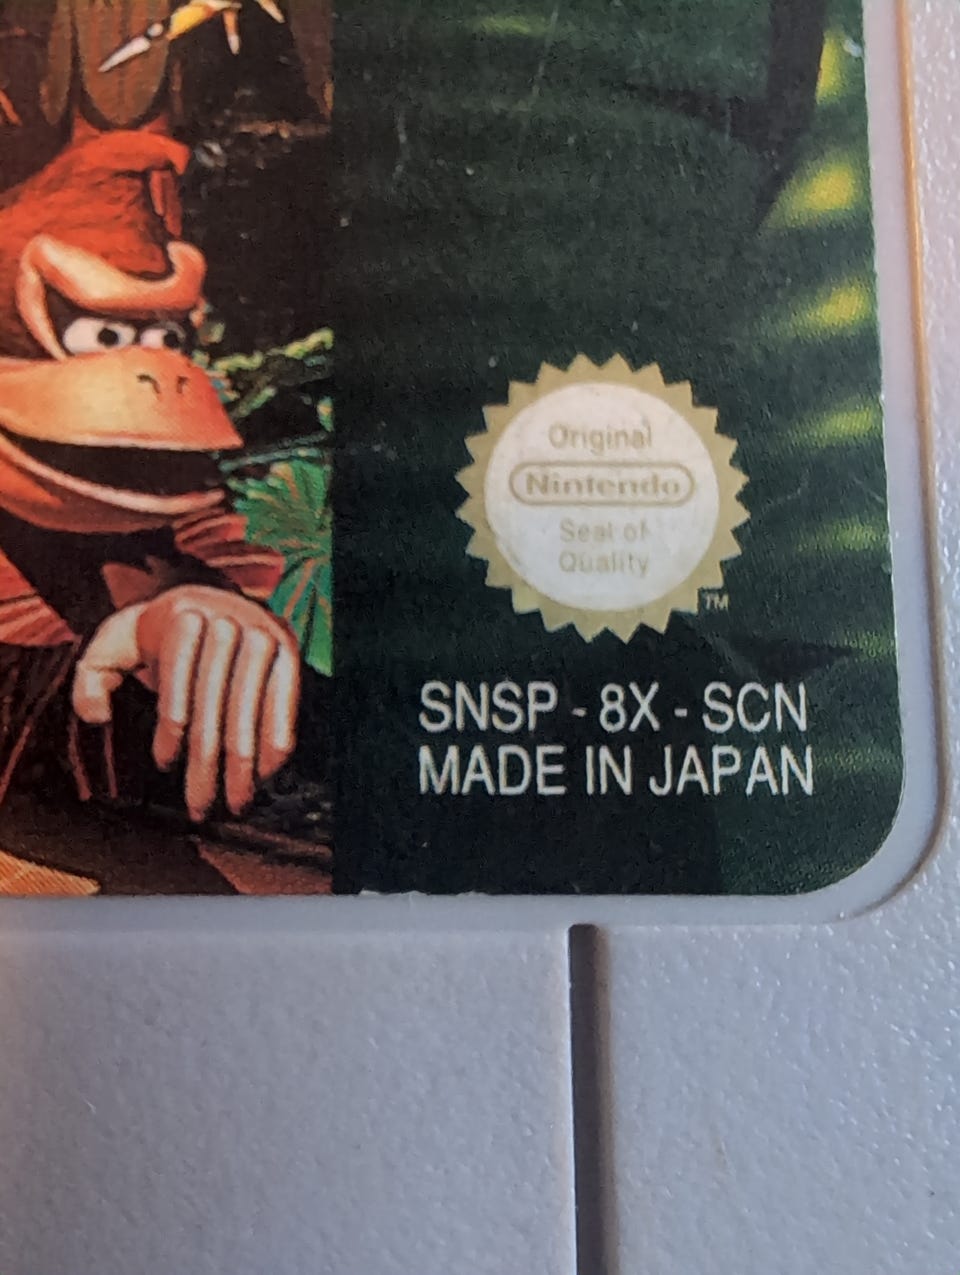 Original
Nintendo
Seal of
Quality
TM
SNSP - 8X - SCN
MADE IN JAPAN